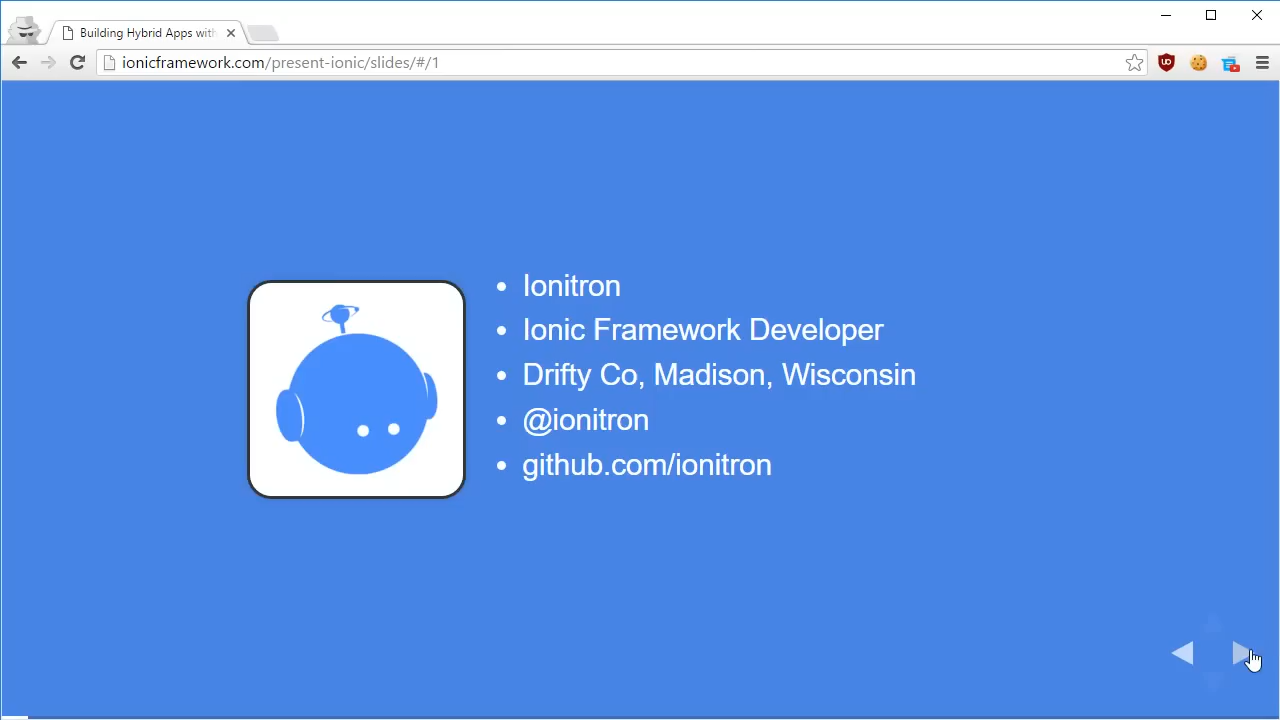 Building Hybrid Apps with
ionicframework.com/present-ionic/slides/#/1
Ionitron
Ionic Framework Developer
Drifty Co, Madison, Wisconsin
@ionitron
github.com/ionitron